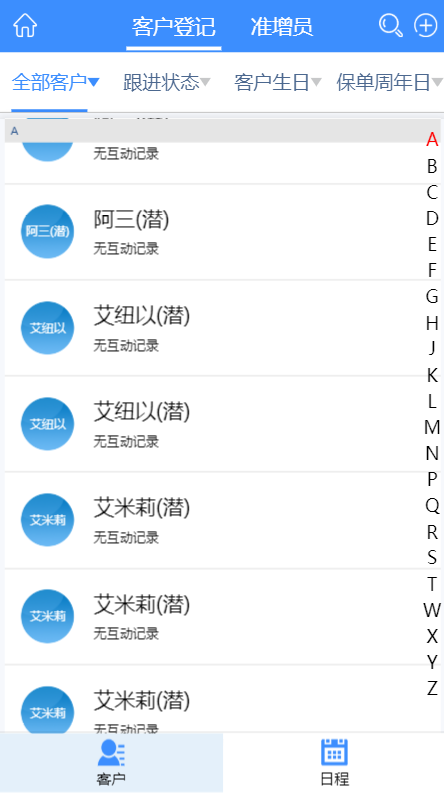 客户登记 准增员
全部客户 跟进状态 客户生日 保单周年日
A
无互动记录
阿三(潜)
阿三(潜)
无互动记录
艾纽以
艾纽以(潜)
无互动记录
艾纽以
艾纽以(潜)
无互动记录
艾米莉
艾米莉(潜)
无互动记录
艾米莉
艾米莉(潜)
无互动记录
艾米莉
艾米莉(潜)
无互动记录
A
B
C
D
E
F
G
H
J
K
L
M
N
P
Q
R
S
T
W
X
Y
Z
客户 日程